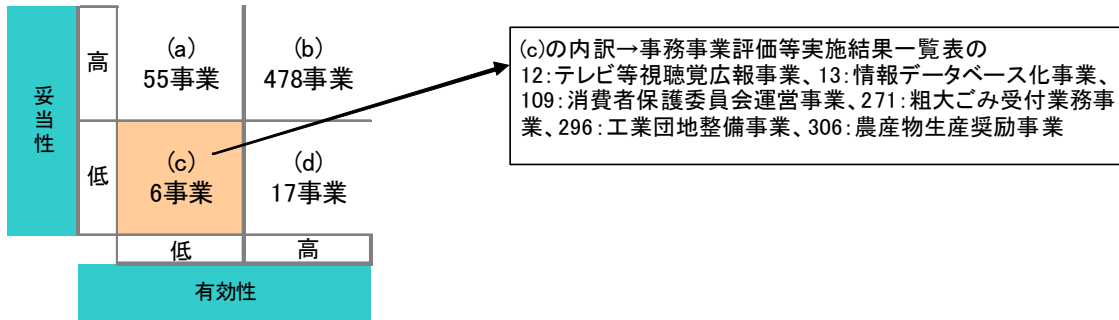 妥当性
高
(a)
55事業
(b)
478事業
低
(c)
6事業
(d)
17事業
低
高
有効性
(c)の内訳→事務事業評価等実施結果一覧表の
12:テレビ等視聴覚広報事業、13:情報データベース化事業、
109:消費者保護委員会運営事業、271:粗大ごみ受付業務事
業、296:工業団地整備事業、306:農産物生産奨励事業